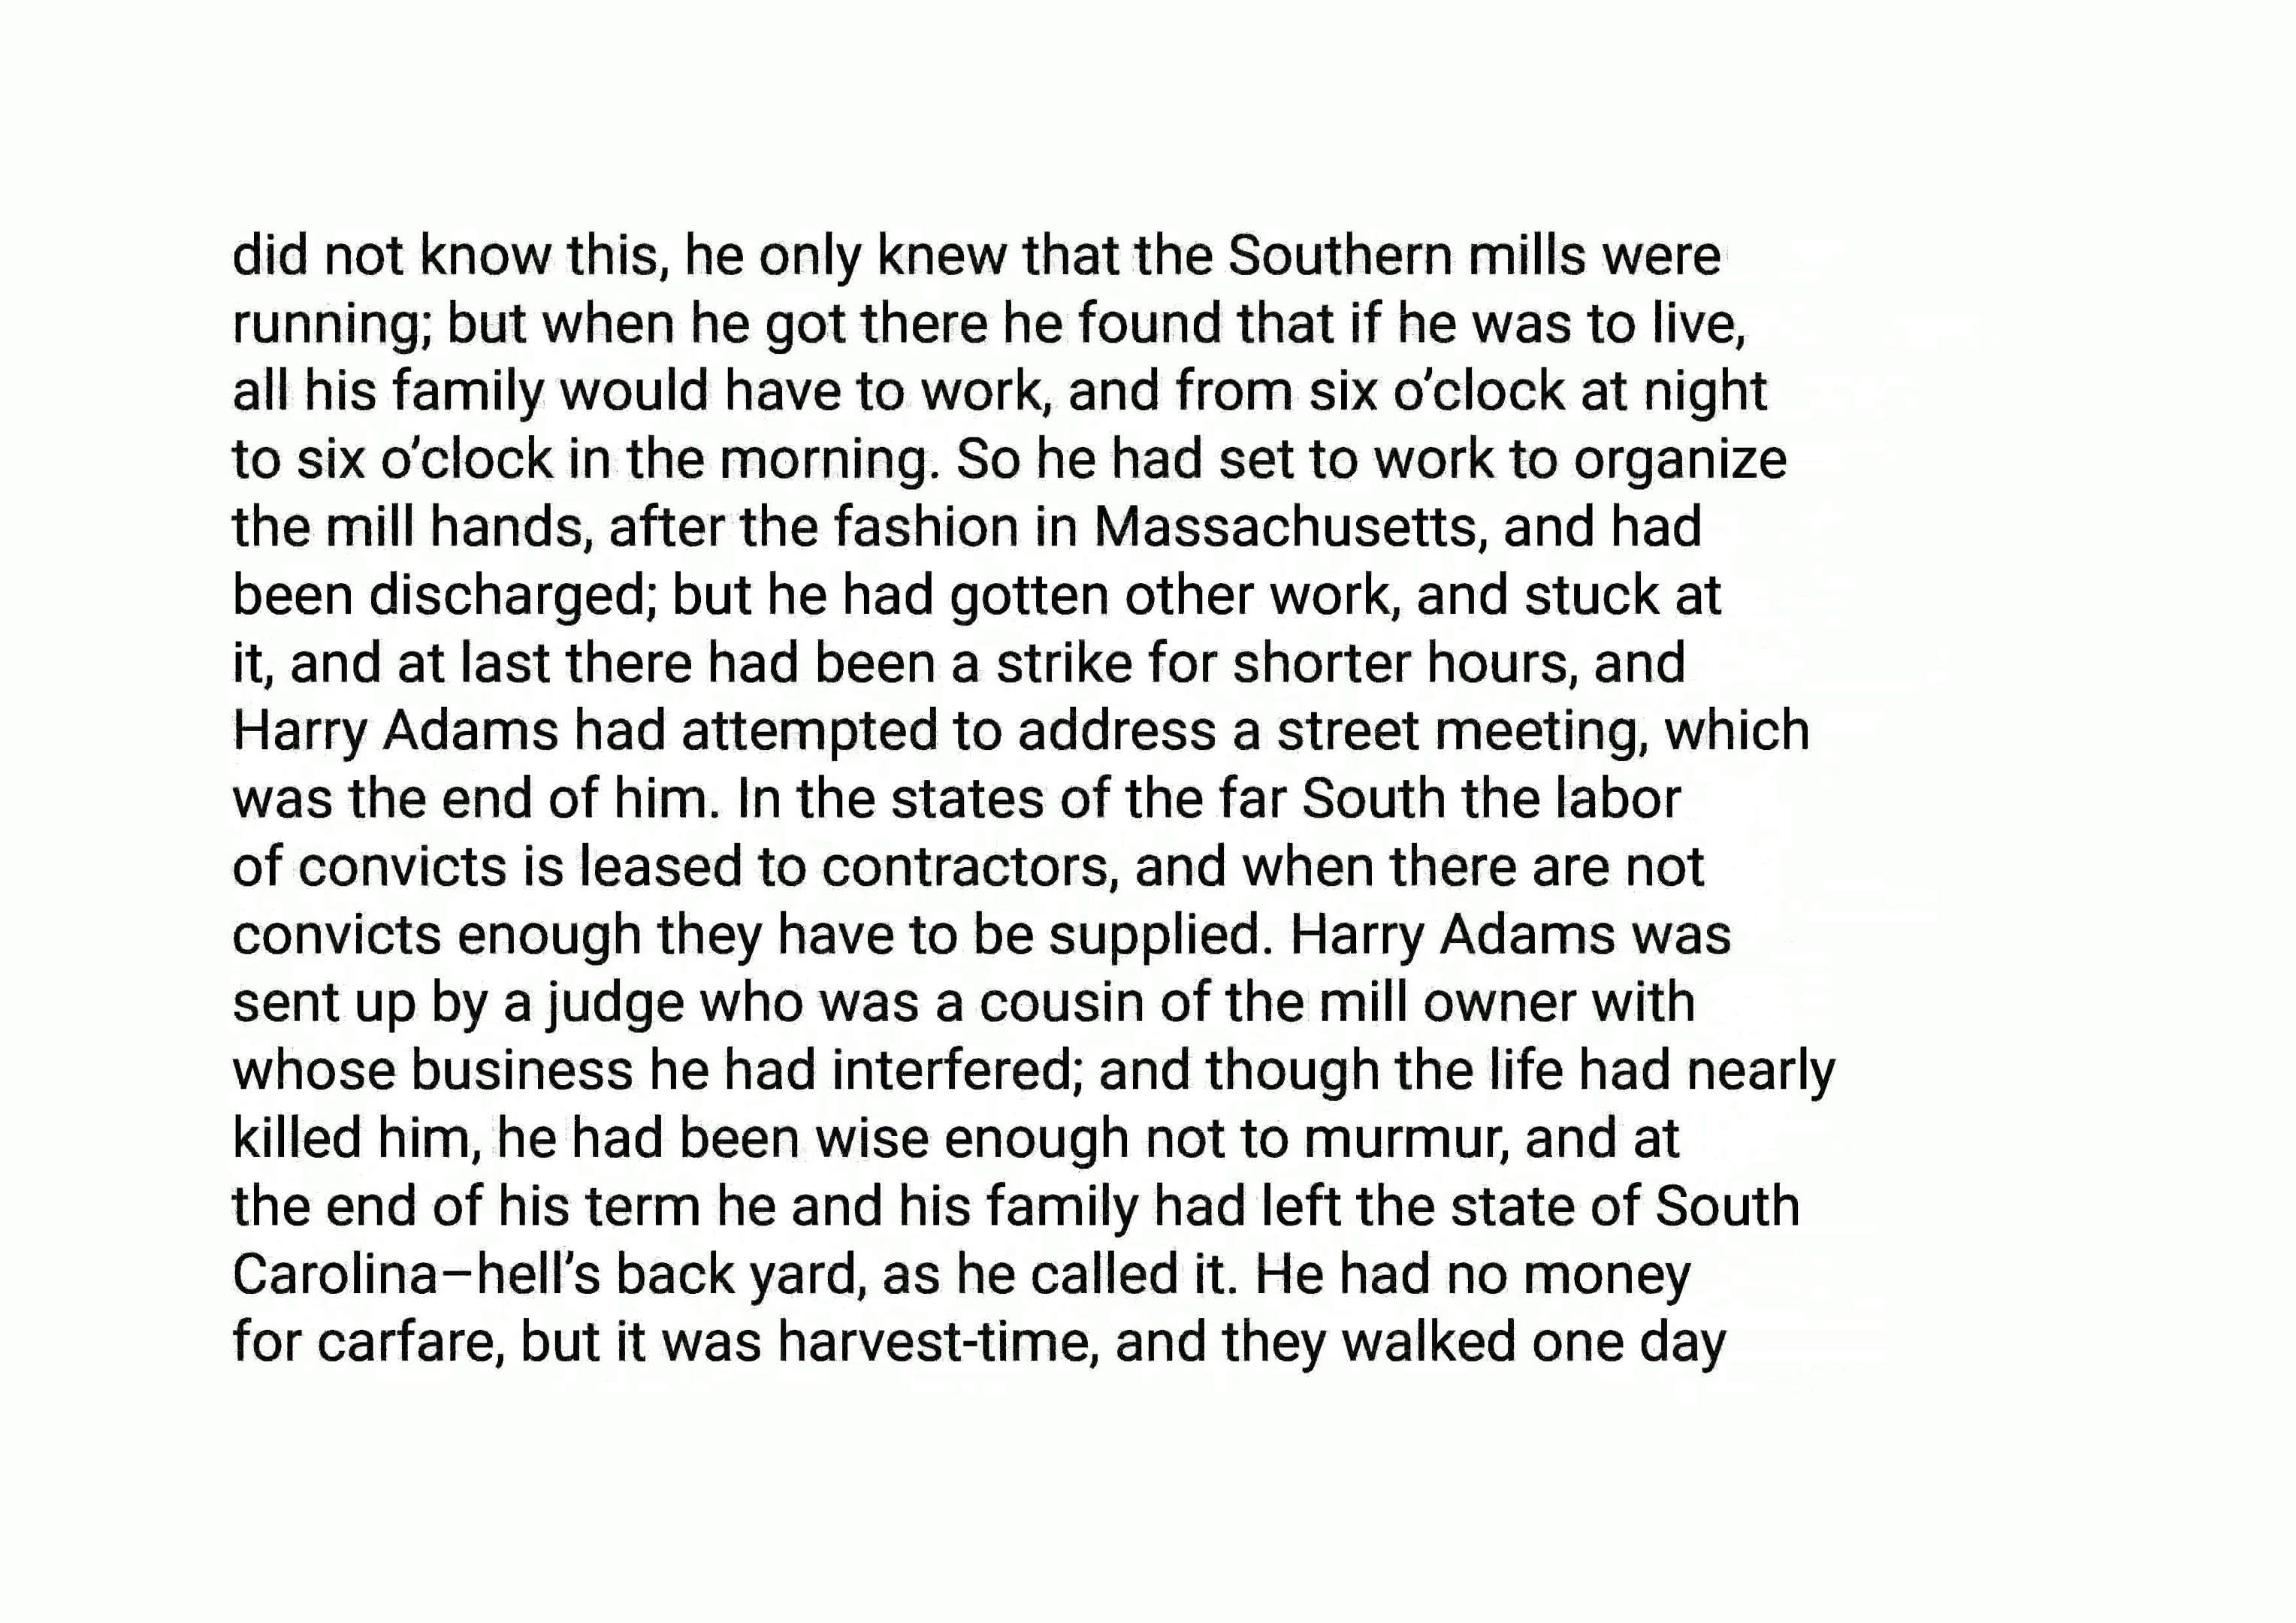 did not know this, he only knew that the Southern mills were
running; but when he got there he found that if he was to live,
all his family would have to work, and from six o’clock at night
to six o’clock in the morning. So he had set to work to organize
the mill hands, after the fashion in Massachusetts, and had
been discharged; but he had gotten other work, and stuck at
it, and at last there had been a strike for shorter hours, and
Harry Adams had attempted to address a street meeting, which
was the end of him. In the states of the far South the labor
of convicts is leased to contractors, and when there are not
convicts enough they have to be supplied. Harry Adams was
sent up by a judge who was a cousin of the mill owner with
whose business he had interfered; and though the life had nearly
killed him, he had been wise enough not to murmur, and at
the end of his term he and his family had left the state of South
Carolina–hell’s back yard, as he called it. He had no money
for carfare, but it was harvest-time, and they walked one day